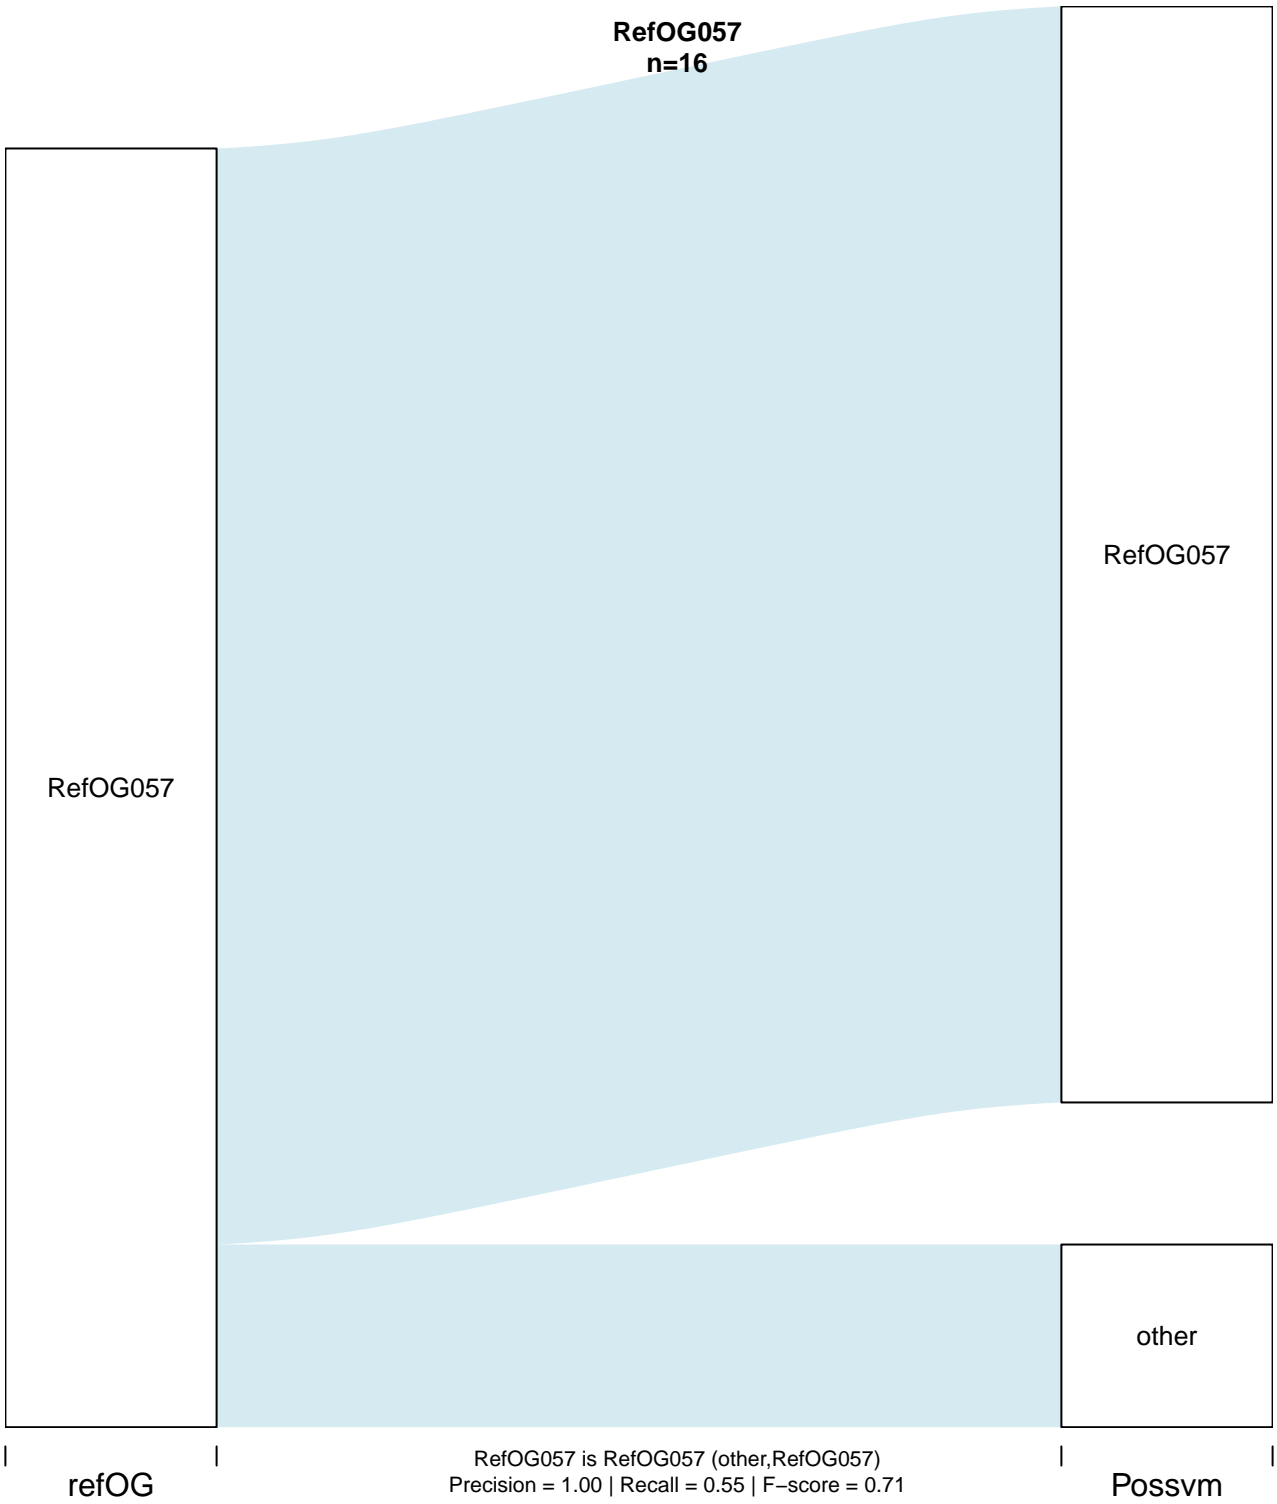 RefOG057
n=16
RefOG057
RefOG057
other
RefOG057 is RefOG057 (other,RefOG057)
Precision = 1.00 | Recall = 0.55 | F−score = 0.71
refOG
Possvm